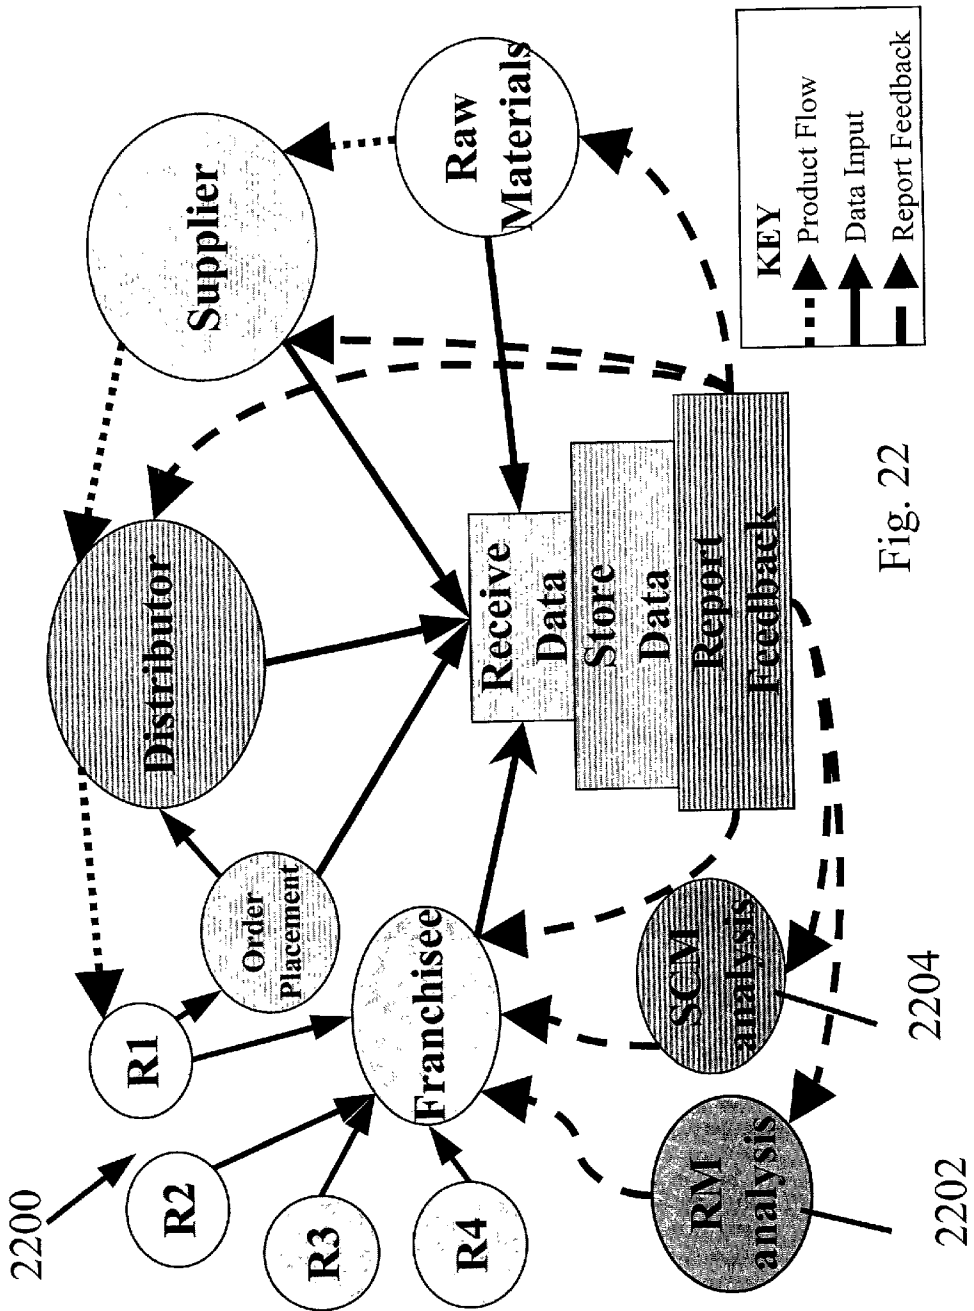 2200
R1
R2
R3
R4
Order
Placement
Distributor
Supplier
Raw
Materials
Franchisee
Receive
Data
Store
Data
Report
Feedback
RM
analysis
SCM
analysis
2202
2204
KEY
Product Flow
Data Input
Report Feedback
Fig. 22